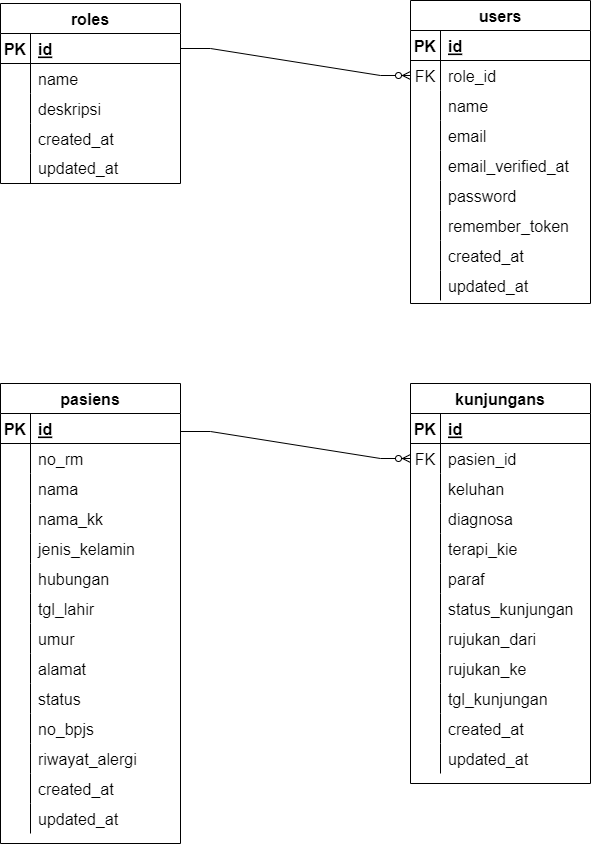 roles
PK id
name
deskripsi
created_at
updated_at
users
PK id
FK role_id
name
email
email_verified_at
password
remember_token
created_at
updated_at
pasiens
PK id
no_rm
nama
nama_kk
jenis_kelamin
hubungan
tgl_lahir
umur
alamat
status
no_bpjs
riwayat_alergi
created_at
updated_at
kunjungans
PK id
FK pasien_id
keluhan
diagnosa
terapi_kie
paraf
status_kunjungan
rujukan_dari
rujukan_ke
tgl_kunjungan
created_at
updated_at